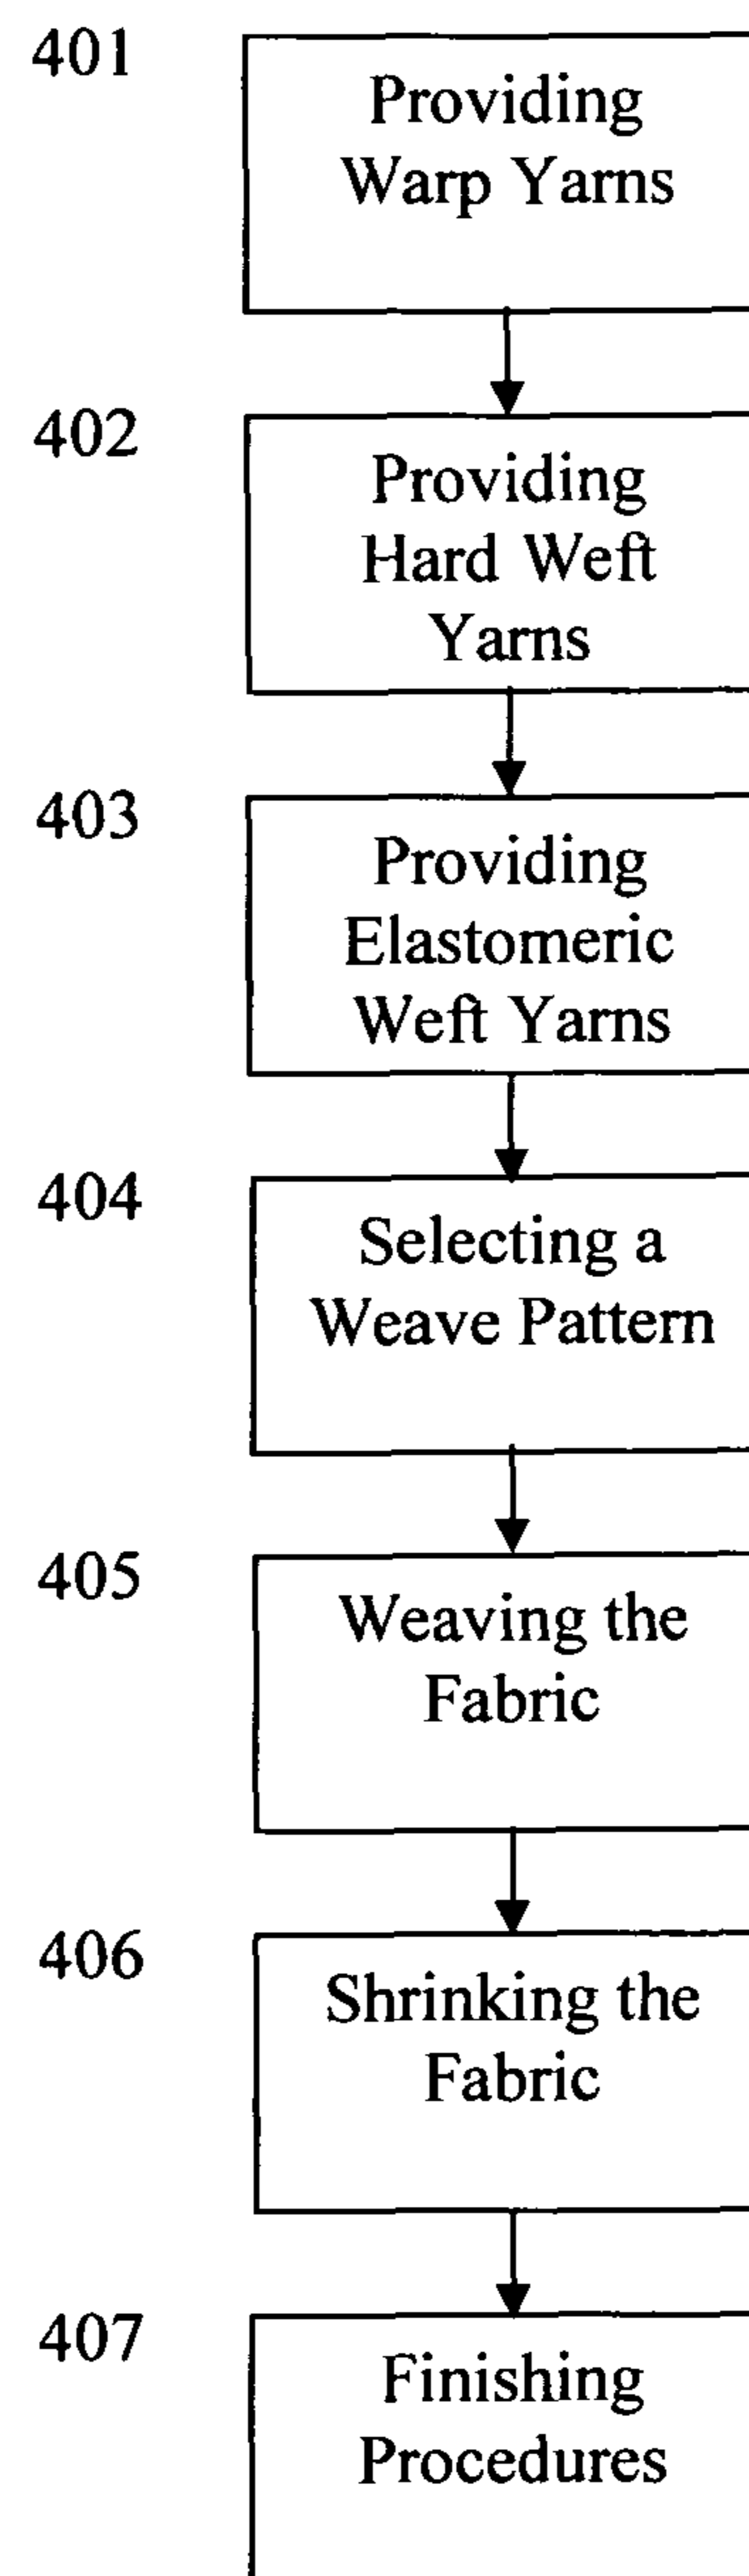 401
Providing
Warp Yarns
402
Providing
Hard Weft
Yarns
403
Providing
Elastomeric
Weft Yarns
404
Selecting a
Weave Pattern
405
Weaving the
Fabric
406
Shrinking the
Fabric
407
Finishing
Procedures